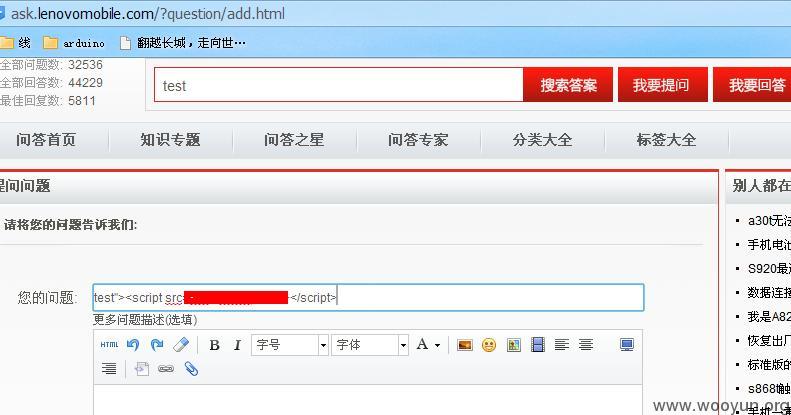 ask.lenovomobile.com/?question/add.html
线 arduino 翻越长城，走向世…
全部问题数: 32536
全部回答数: 44229
最佳回复数: 5811
test 搜索答案 我要提问 我要回答
问答首页 知识专题 问答之星 问答专家 分类大全 标签大全
提问问题
请将您的问题告诉我们:
您的问题: test"><script src= ></script>
更多问题描述(选填)
HTML B I 字号 字体 A
别人都在
a30t无法
手机电池
S920最近
数据连接
我是A82
恢复出厂
标准版的
s868t触
手机一
www.wooyun.org